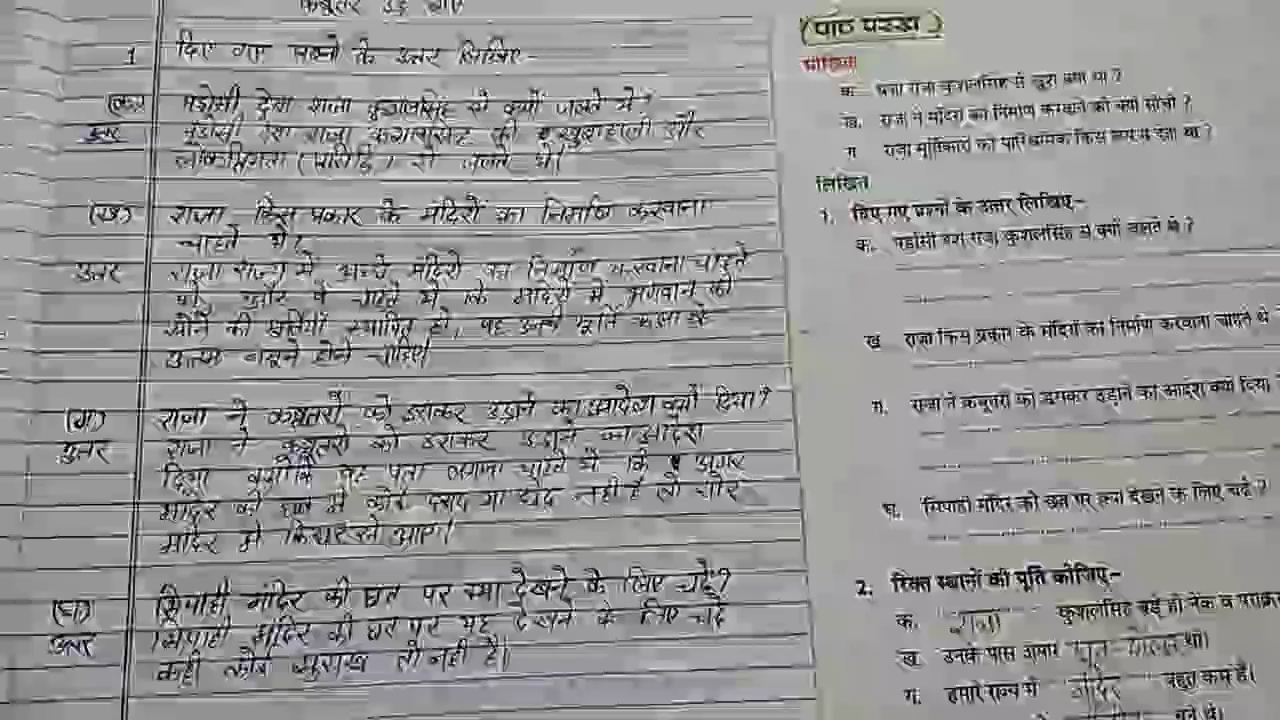 कबूतर उड़ आए
1 दिए गए प्रश्नों के उत्तर लिखिए-
(क) पड़ोसी देश राजा कुशलसिंह से क्यों जलते थे?
उत्तर पड़ोसी देश राजा कुशलसिंह की खुशहाली और
लोकप्रियता ( ) से जलते थे।
(ख) राजा किस प्रकार के मंदिरों का निर्माण करवाना
चाहते थे?
उत्तर राजा राज्य में अच्छे मंदिरों का निर्माण करवाना चाहते
थे और वे चाहते थे कि मंदिरों में भगवान की
सोने की मूर्तियाँ स्थापित हों, वह उनकी मूर्ति कला के
उत्तम नमूने होने चाहिए।
(ग) राजा ने कबूतरों को डराकर उड़ाने का आदेश क्यों दिया?
उत्तर राजा ने कबूतरों को डराकर उड़ाने का आदेश
दिया क्योंकि वह पता लगाना चाहते थे कि अगर
मंदिर की छत में कोई दरार या छेद नहीं है तो चोर
मंदिर में किधर से आए।
(घ) सिपाही मंदिर की छत पर क्या देखने के लिए चढ़े?
उत्तर सिपाही मंदिर की छत पर यह देखने के लिए चढ़े
कहीं कोई सुराख तो नहीं है।
(पाठ परख)
मौखिक
क. प्रजा राजा कुशलसिंह से खुश क्यों थी?
ख. राजा ने मंदिरों का निर्माण करवाने की क्यों सोची?
ग. राजा मूर्तिकारों को पारिश्रमिक किस रूप में देता था?
लिखित
1. दिए गए प्रश्नों के उत्तर लिखिए-
क. पड़ोसी देश राजा कुशलसिंह से क्यों जलते थे?
ख. राजा किस प्रकार के मंदिरों का निर्माण करवाना चाहते थे
ग. राजा ने कबूतरों को डराकर उड़ाने का आदेश क्यों दिया ?
घ. सिपाही मंदिर की छत पर क्या देखने के लिए चढ़े ?
2. रिक्त स्थानों की पूर्ति कीजिए-
क. राजा कुशलसिंह बड़े ही नेक व पराक्र
ख. उनके पास अपार धन-दौलत थी।
ग. हमारे राज्य में मंदिर बहुत कम हैं।